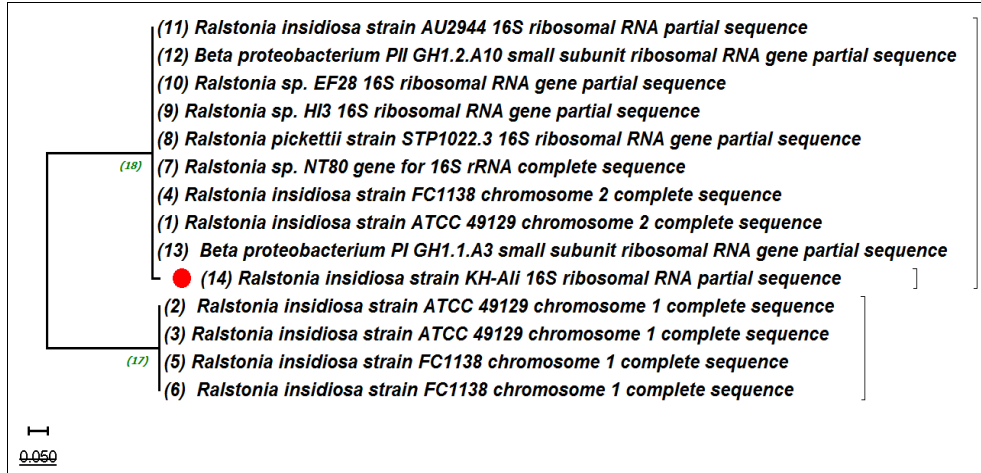 (11) Ralstonia insidiosa strain AU2944 16S ribosomal RNA partial sequence
(12) Beta proteobacterium PII GH1.2.A10 small subunit ribosomal RNA gene partial sequence
(10) Ralstonia sp. EF28 16S ribosomal RNA gene partial sequence
(9) Ralstonia sp. HI3 16S ribosomal RNA gene partial sequence
(8) Ralstonia pickettii strain STP1022.3 16S ribosomal RNA gene partial sequence
(18)
(7) Ralstonia sp. NT80 gene for 16S rRNA complete sequence
(4) Ralstonia insidiosa strain FC1138 chromosome 2 complete sequence
(1) Ralstonia insidiosa strain ATCC 49129 chromosome 2 complete sequence
(13) Beta proteobacterium PI GH1.1.A3 small subunit ribosomal RNA gene partial sequence
(14) Ralstonia insidiosa strain KH-Ali 16S ribosomal RNA partial sequence
(2) Ralstonia insidiosa strain ATCC 49129 chromosome 1 complete sequence
(3) Ralstonia insidiosa strain ATCC 49129 chromosome 1 complete sequence
(17)
(5) Ralstonia insidiosa strain FC1138 chromosome 1 complete sequence
(6) Ralstonia insidiosa strain FC1138 chromosome 1 complete sequence
0.050